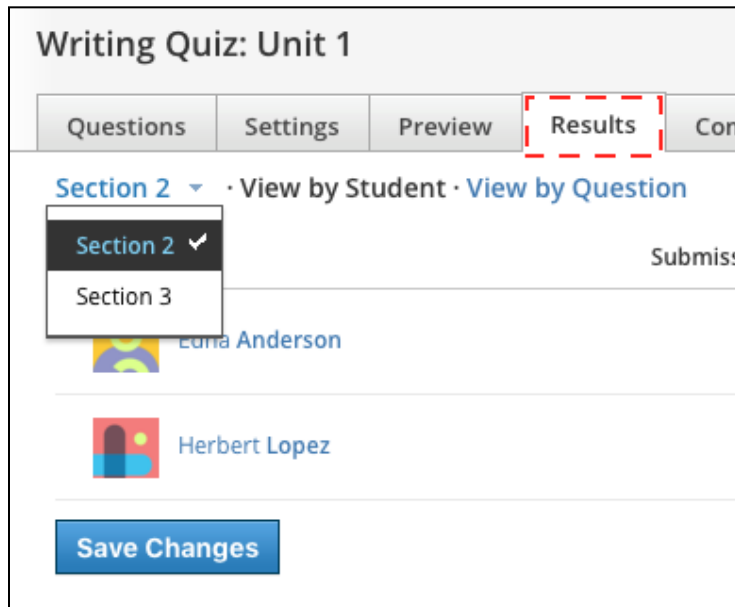 Writing Quiz: Unit 1
Questions Settings Preview Results
Section 2 · View by Student · View by Question
Section 2
Section 3
Edna Anderson
Herbert Lopez
Save Changes